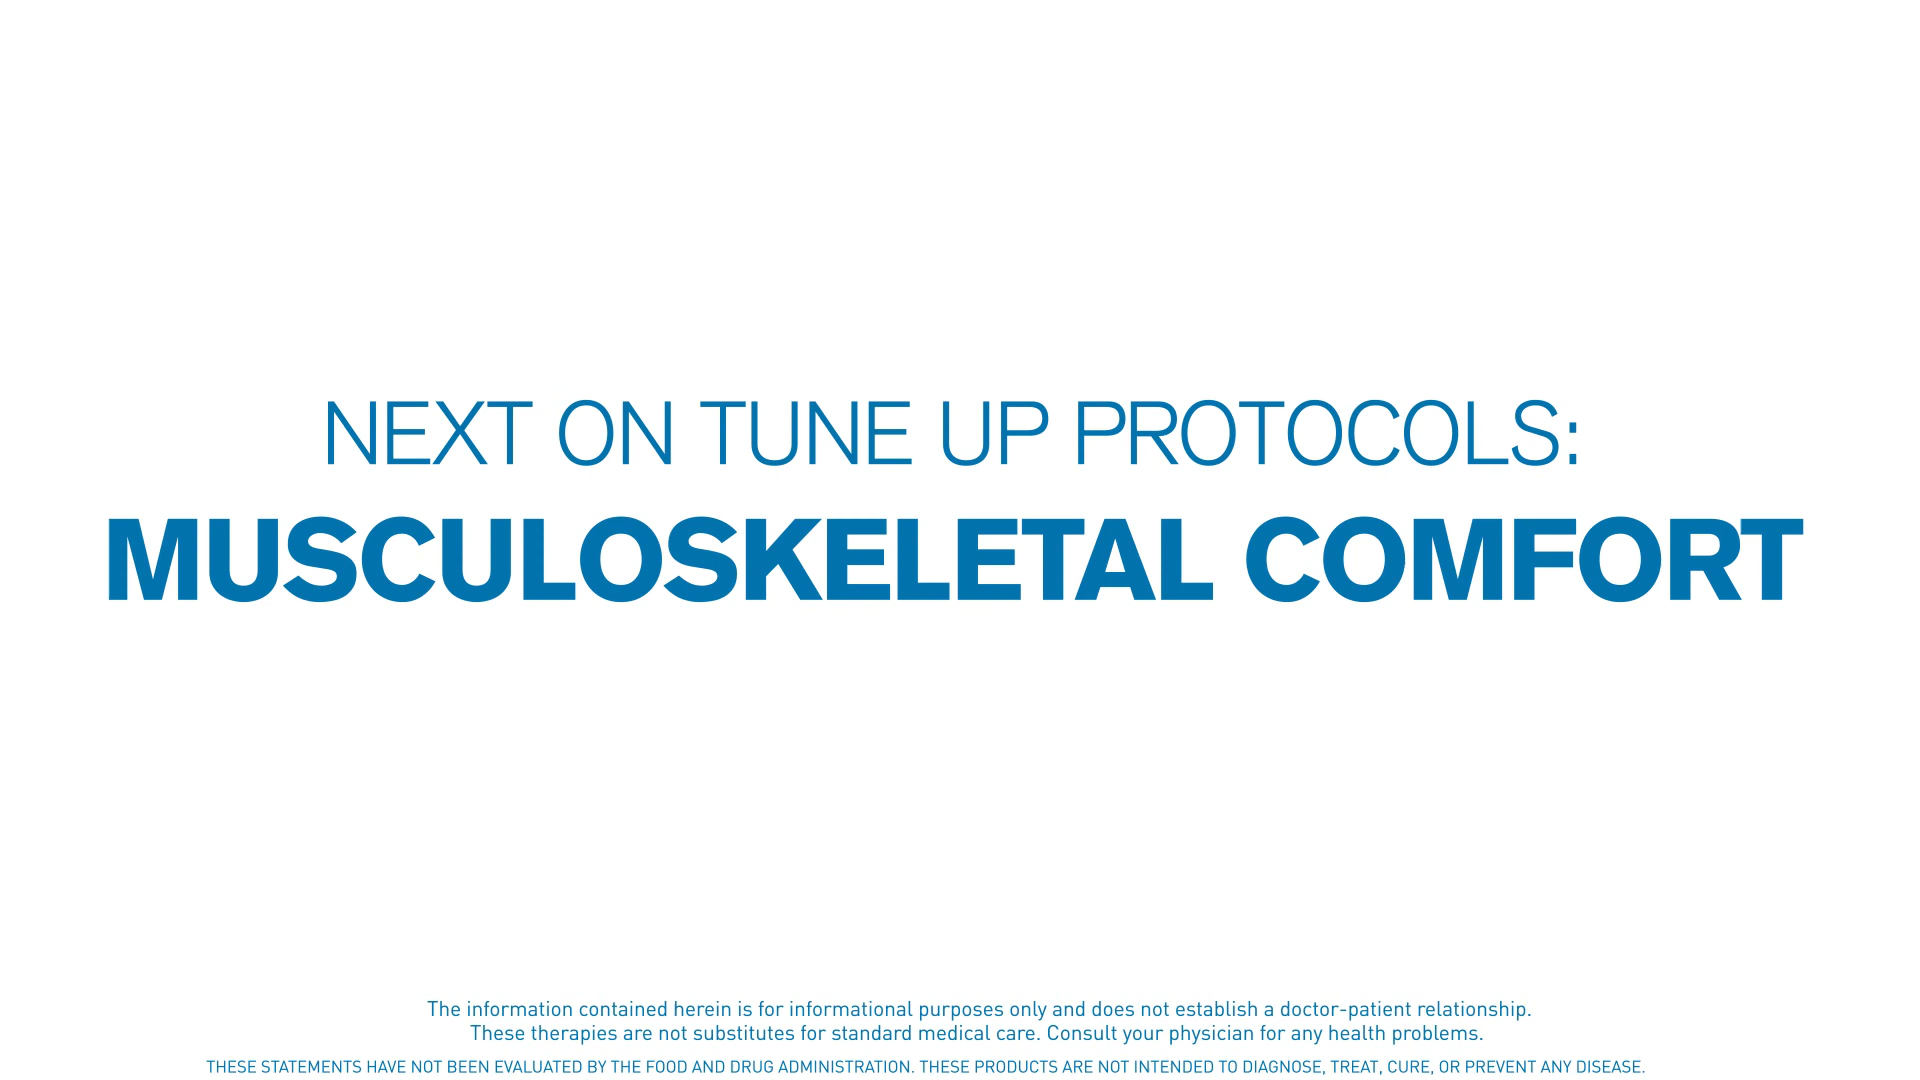 NEXT ON TUNE UP PROTOCOLS:
MUSCULOSKELETAL COMFORT
The information contained herein is for informational purposes only and does not establish a doctor-patient relationship.
These therapies are not substitutes for standard medical care. Consult your physician for any health problems.
THESE STATEMENTS HAVE NOT BEEN EVALUATED BY THE FOOD AND DRUG ADMINISTRATION. THESE PRODUCTS ARE NOT INTENDED TO DIAGNOSE, TREAT, CURE, OR PREVENT ANY DISEASE.